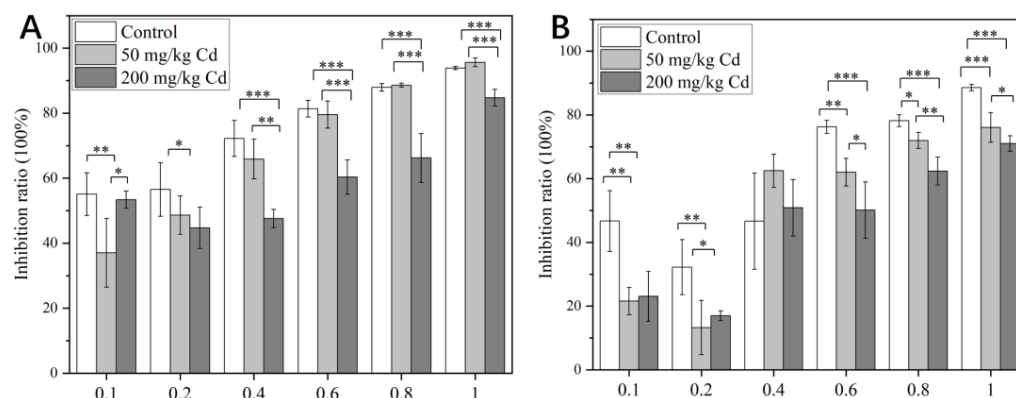 A
Control
50 mg/kg Cd
200 mg/kg Cd
Inhibition ratio (100%)
100
80
60
40
20
0
0.1 0.2 0.4 0.6 0.8 1
** * * *** ** *** *** *** *** *** ***
B
Control
50 mg/kg Cd
200 mg/kg Cd
Inhibition ratio (100%)
100
80
60
40
20
0
0.1 0.2 0.4 0.6 0.8 1
** ** ** * *** ** * *** * ** *** *** *